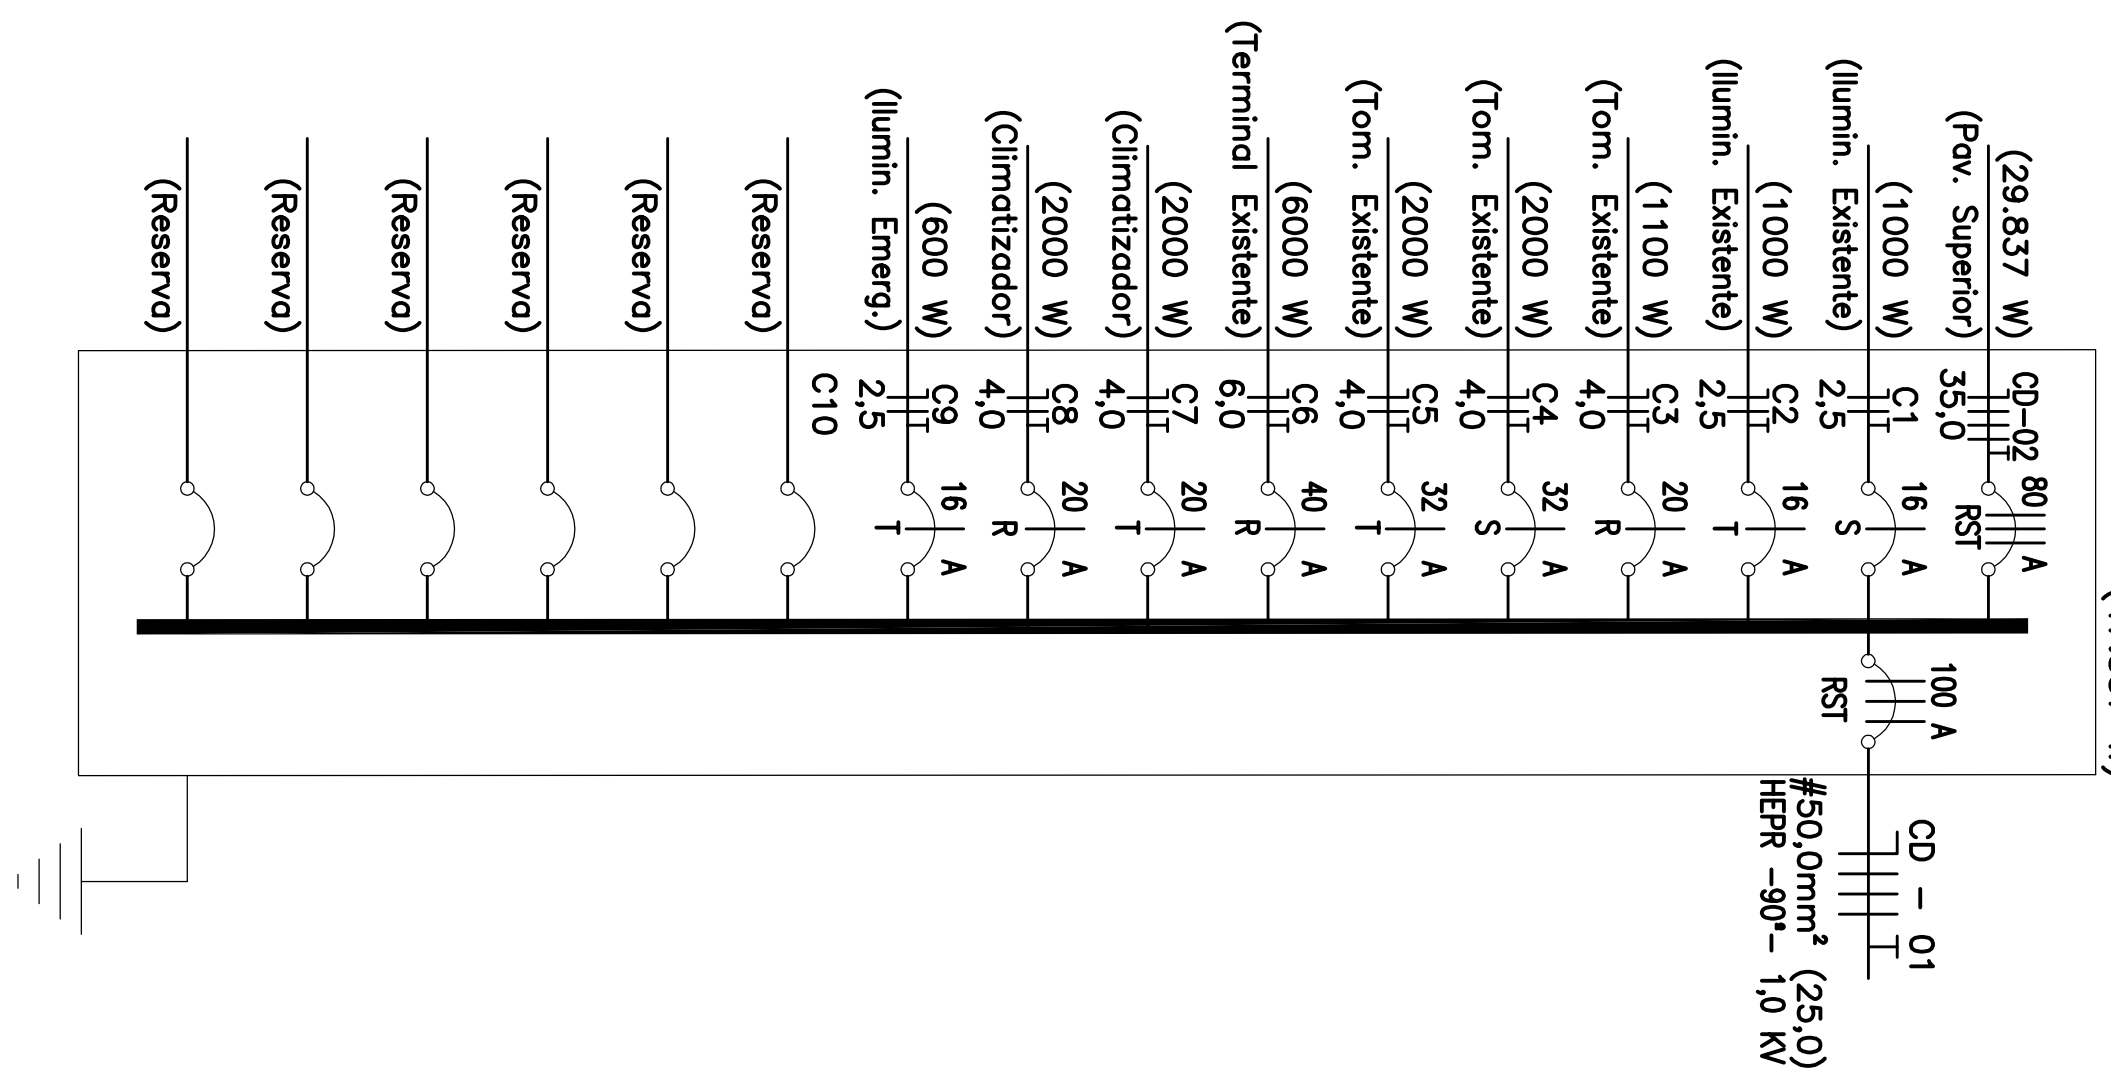 (29.837 W)
(Pav. Superior)
CD-02
35,0
80 A
RST
(1000 W)
(Ilumin. Existente)
C1
2,5
16 A
S
(1000 W)
(Ilumin. Existente)
C2
2,5
16 A
T
(1100 W)
(Tom. Existente)
C3
4,0
20 A
R
(2000 W)
(Tom. Existente)
C4
4,0
32 A
S
(2000 W)
(Tom. Existente)
C5
4,0
32 A
T
(6000 W)
(Terminal Existente)
C6
6,0
40 A
R
(2000 W)
(Climatizador)
C7
4,0
20 A
T
(2000 W)
(Climatizador)
C8
4,0
20 A
R
(600 W)
(Ilumin. Emerg.)
C9
2,5
16 A
T
C10
(Reserva)
(Reserva)
(Reserva)
(Reserva)
(Reserva)
(Reserva)
100 A
RST
CD - 01
#50,0mm² (25,0)
HEPR -90°- 1,0 KV